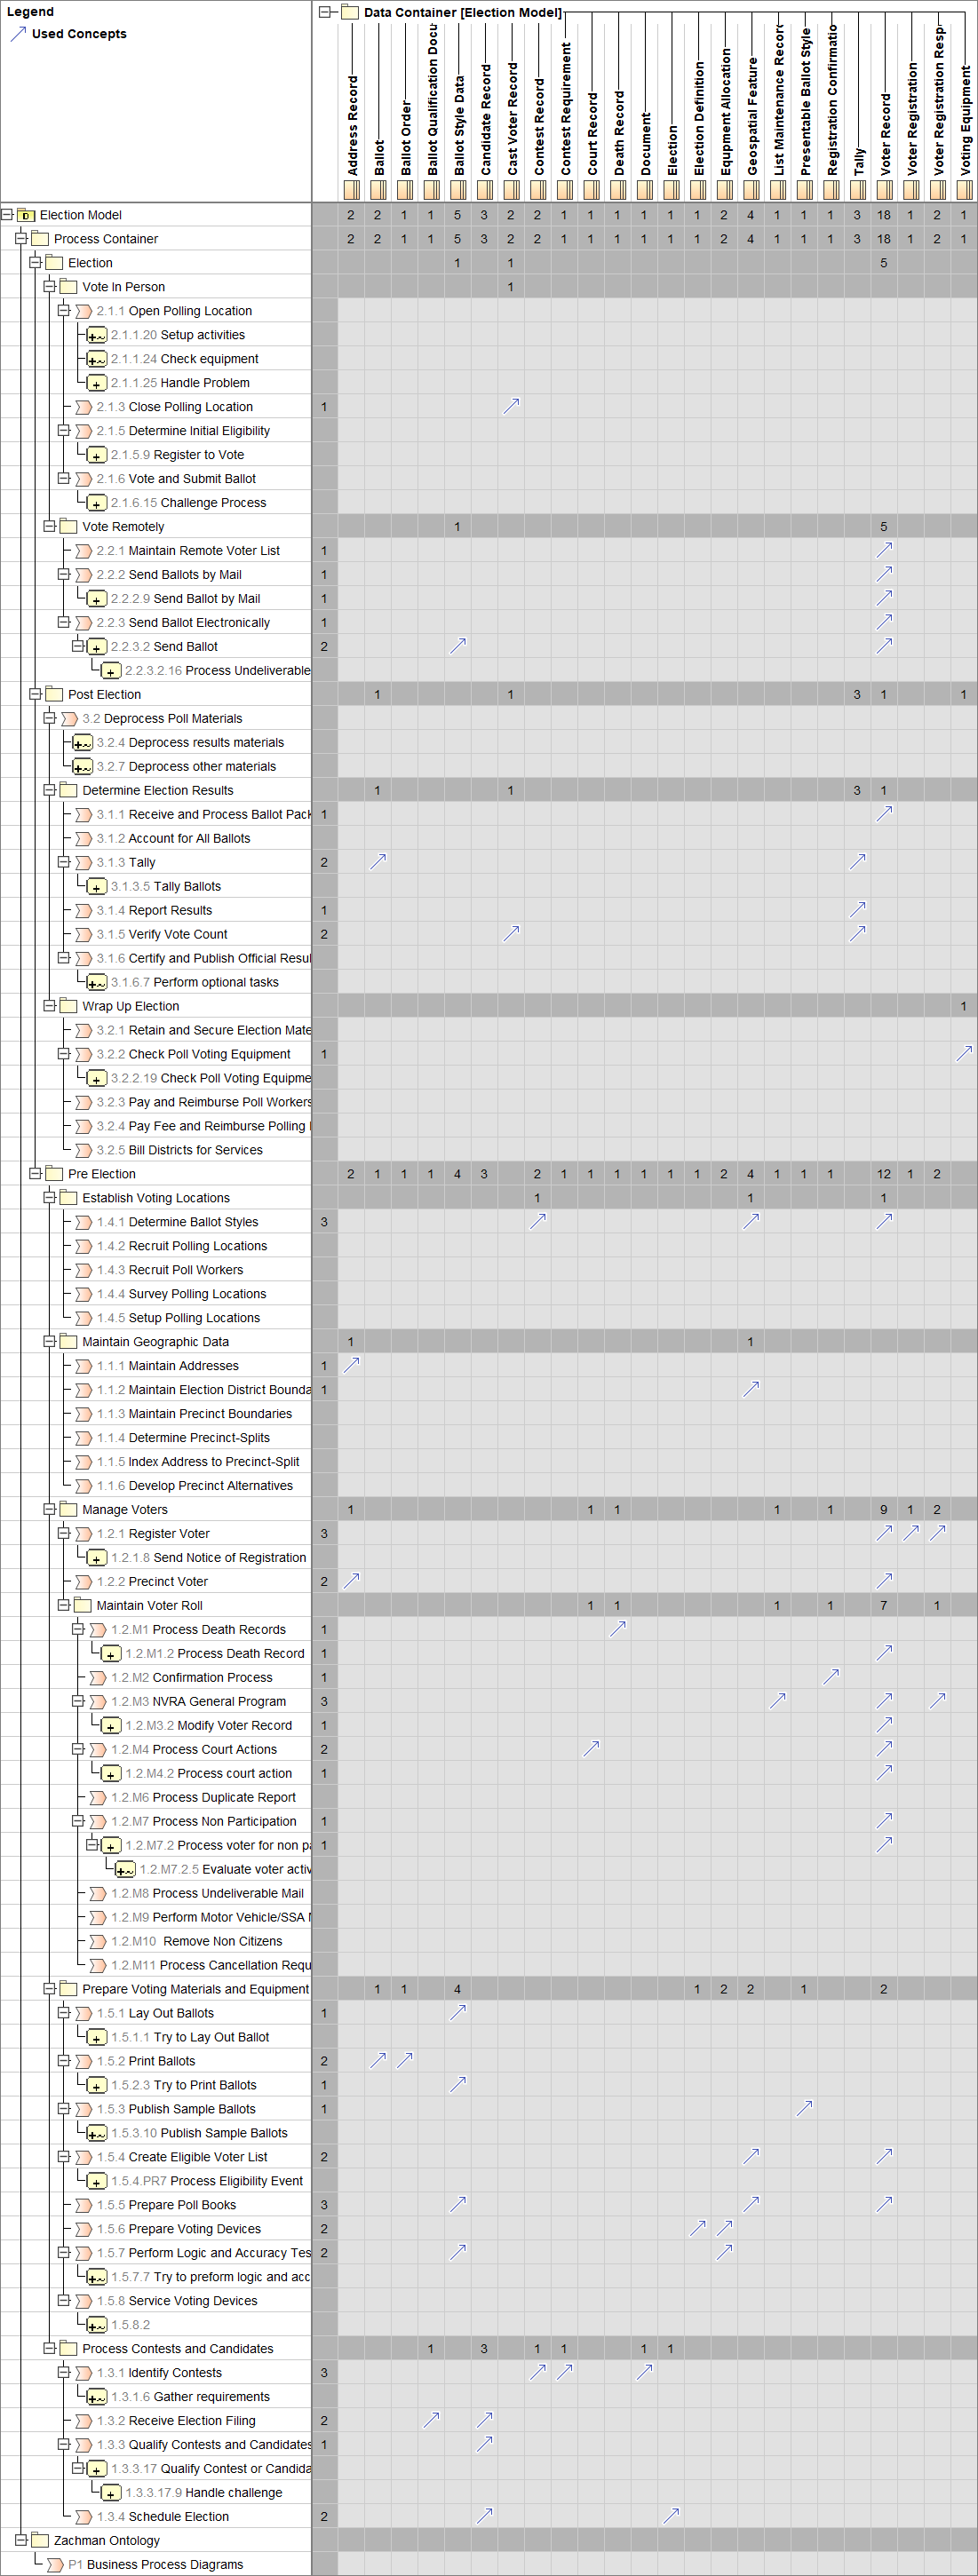 Legend
Used Concepts
Data Container [Election Model]
Address Record
Ballot
Ballot Order
Ballot Qualification Docu
Ballot Style Data
Candidate Record
Cast Voter Record
Contest Record
Contest Requirement
Court Record
Death Record
Document
Election
Election Definition
Equpment Allocation
Geospatial Feature
List Maintenance Recor
Presentable Ballot Style
Registration Confirmatio
Tally
Voter Record
Voter Registration
Voter Registration Resp
Voting Equipment
Election Model 2 2 1 1 5 3 2 2 1 1 1 1 1 1 2 4 1 1 1 3 18 1 2 1
Process Container 2 2 1 1 5 3 2 2 1 1 1 1 1 1 2 4 1 1 1 3 18 1 2 1
Election 1 1 5
Vote In Person 1
2.1.1 Open Polling Location
2.1.1.20 Setup activities
2.1.1.24 Check equipment
2.1.1.25 Handle Problem
2.1.3 Close Polling Location 1
2.1.5 Determine Initial Eligibility
2.1.5.9 Register to Vote
2.1.6 Vote and Submit Ballot
2.1.6.15 Challenge Process
Vote Remotely 1 5
2.2.1 Maintain Remote Voter List 1
2.2.2 Send Ballots by Mail 1
2.2.2.9 Send Ballot by Mail 1
2.2.3 Send Ballot Electronically 1
2.2.3.2 Send Ballot 2
2.2.3.2.16 Process Undeliverable
Post Election 1 1 3 1 1
3.2 Deprocess Poll Materials
3.2.4 Deprocess results materials
3.2.7 Deprocess other materials
Determine Election Results 1 1 3 1
3.1.1 Receive and Process Ballot Pack 1
3.1.2 Account for All Ballots
3.1.3 Tally 2
3.1.3.5 Tally Ballots
3.1.4 Report Results 1
3.1.5 Verify Vote Count 2
3.1.6 Certify and Publish Official Resul
3.1.6.7 Perform optional tasks
Wrap Up Election 1
3.2.1 Retain and Secure Election Mate
3.2.2 Check Poll Voting Equipment 1
3.2.2.19 Check Poll Voting Equipme
3.2.3 Pay and Reimburse Poll Workers
3.2.4 Pay Fee and Reimburse Polling
3.2.5 Bill Districts for Services
Pre Election 2 1 1 1 4 3 2 1 1 1 1 1 1 2 4 1 1 1 12 1 2
Establish Voting Locations 1 1 1
1.4.1 Determine Ballot Styles 3
1.4.2 Recruit Polling Locations
1.4.3 Recruit Poll Workers
1.4.4 Survey Polling Locations
1.4.5 Setup Polling Locations
Maintain Geographic Data 1 1
1.1.1 Maintain Addresses 1
1.1.2 Maintain Election District Bounda 1
1.1.3 Maintain Precinct Boundaries
1.1.4 Determine Precinct-Splits
1.1.5 Index Address to Precinct-Split
1.1.6 Develop Precinct Alternatives
Manage Voters 1 1 1 1 1 9 1 2
1.2.1 Register Voter 3
1.2.1.8 Send Notice of Registration
1.2.2 Precinct Voter 2
Maintain Voter Roll 1 1 1 1 7 1
1.2.M1 Process Death Records 1
1.2.M1.2 Process Death Record 1
1.2.M2 Confirmation Process 1
1.2.M3 NVRA General Program 3
1.2.M3.2 Modify Voter Record 1
1.2.M4 Process Court Actions 2
1.2.M4.2 Process court action 1
1.2.M6 Process Duplicate Report
1.2.M7 Process Non Participation 1
1.2.M7.2 Process voter for non pa 1
1.2.M7.2.5 Evaluate voter activ
1.2.M8 Process Undeliverable Mail
1.2.M9 Perform Motor Vehicle/SSA
1.2.M10 Remove Non Citizens
1.2.M11 Process Cancellation Requ
Prepare Voting Materials and Equipment 1 1 4 1 2 2 1 2
1.5.1 Lay Out Ballots 1
1.5.1.1 Try to Lay Out Ballot
1.5.2 Print Ballots 2
1.5.2.3 Try to Print Ballots 1
1.5.3 Publish Sample Ballots 1
1.5.3.10 Publish Sample Ballots
1.5.4 Create Eligible Voter List 2
1.5.4.PR7 Process Eligibility Event
1.5.5 Prepare Poll Books 3
1.5.6 Prepare Voting Devices 2
1.5.7 Perform Logic and Accuracy Tes 2
1.5.7.7 Try to preform logic and acc
1.5.8 Service Voting Devices
1.5.8.2
Process Contests and Candidates 1 3 1 1 1 1
1.3.1 Identify Contests 3
1.3.1.6 Gather requirements
1.3.2 Receive Election Filing 2
1.3.3 Qualify Contests and Candidates 1
1.3.3.17 Qualify Contest or Candida
1.3.3.17.9 Handle challenge
1.3.4 Schedule Election 2
Zachman Ontology
P1 Business Process Diagrams